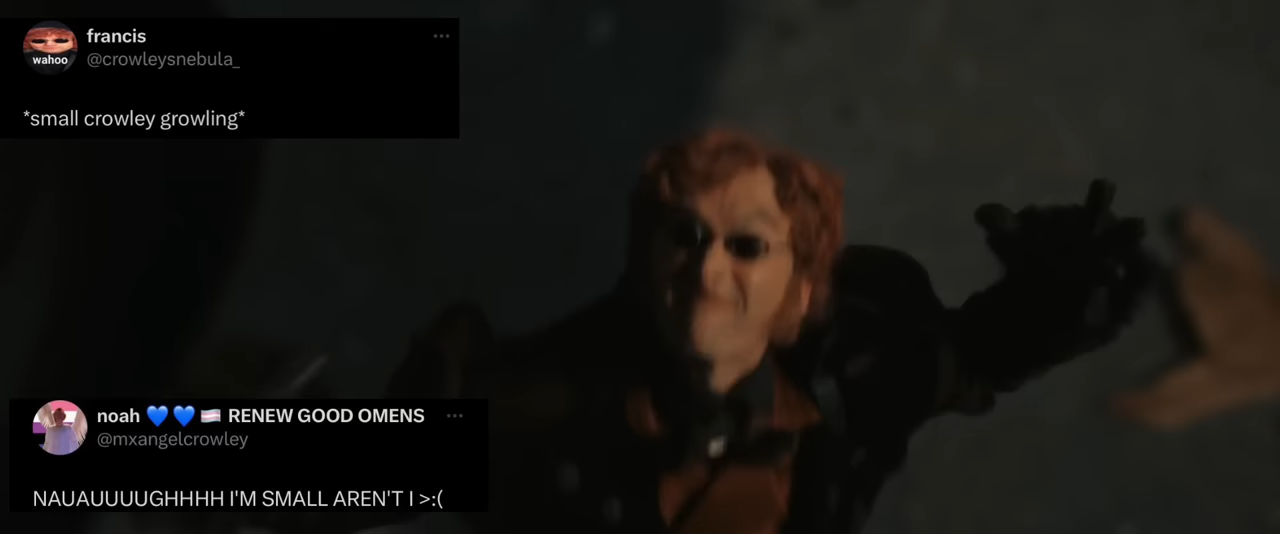 francis
@crowleysnebula_
wahoo
*small crowley growling*
noah 💙💙🏳️‍⚧️ RENEW GOOD OMENS
@mxangelcrowley
NAUAUUUUGHHHH I'M SMALL AREN'T I >:(